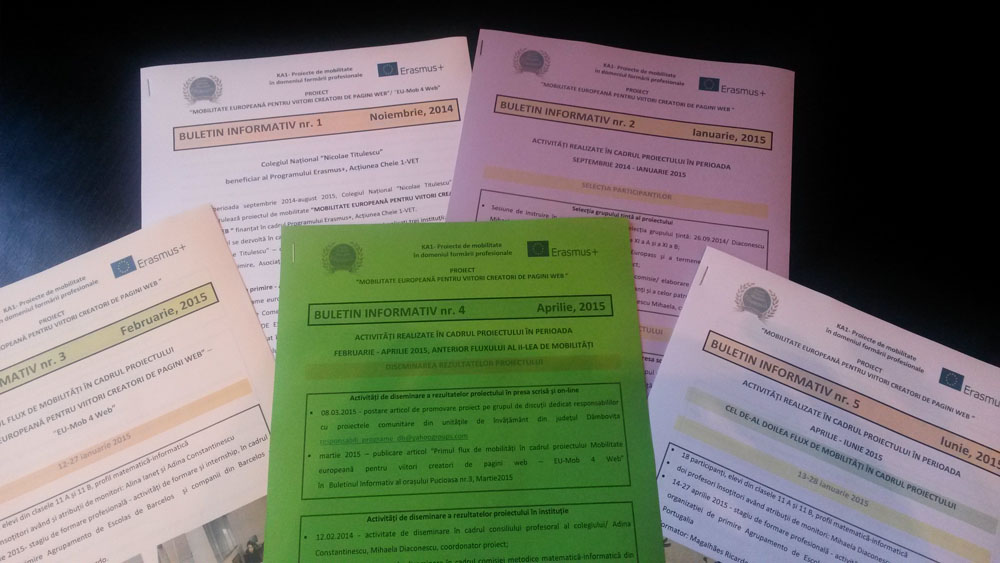 KA1- Proiecte de mobilitate
în domeniul formării profesionale
Erasmus+
PROIECT
"MOBILITATE EUROPEANĂ PENTRU VIITORI CREATORI DE PAGINI WEB"/ "EU-Mob 4 Web"
BULETIN INFORMATIV nr. 1 Noiembrie, 2014
Colegiul Național "Nicolae Titulescu"
beneficiar al Programului Erasmus+, Acțiunea Cheie 1-VET
perioada septembrie 2014-august 2015, Colegiul Național "Nicolae Titulescu"
ulează proiectul de mobilitate "MOBILITATE EUROPEANĂ PENTRU VIITORI CREA
finanțat în cadrul Programului Erasmus+, Acțiunea Cheie 1-VET.
KA1- Proiecte de mobilitate
în domeniul formării profesionale
Erasmus+
PROIECT
"MOBILITATE EUROPEANĂ PENTRU VIITORI CREATORI DE PAGINI WEB"
BULETIN INFORMATIV nr. 2 Ianuarie, 2015
ACTIVITĂȚI REALIZATE ÎN CADRUL PROIECTULUI ÎN PERIOADA
SEPTEMBRIE 2014 - IANUARIE 2015
SELECȚIA PARTICIPANȚILOR
Selecția grupului țintă al proiectului
Sesiune de instruire în
selecția grupului țintă: 26.09.2014/ Diaconescu
a XI a A și a XI a B;
KA1- Proiecte de mobilitate
în domeniul formării profesionale
Erasmus+
PROIECT
EUROPEANĂ PENTRU VIITORI CREATORI DE PAGINI WEB"
MATIV nr. 3 Februarie, 2015
FLUX DE MOBILITĂȚI ÎN CADRUL PROIECTULUI
EUROPEANĂ PENTRU VIITORI CREATORI DE PAGINI WEB" –
"EU-Mob 4 Web"
12-27 ianuarie 2015
elevi din clasele 11 A și 11 B, profil matematică-informatică
însoțitori având și atribuții de monitori: Alina Ianeț și Adina Constantinescu
2015- stagiu de formare profesională - activități de formare și internship, în cadrul
primire Agrupamento de Escolas de Barcelos și companii din Barcelos
KA1- Proiecte de mobilitate
în domeniul formării profesionale
Erasmus+
PROIECT
"MOBILITATE EUROPEANĂ PENTRU VIITORI CREATORI DE PAGINI WEB"
BULETIN INFORMATIV nr. 4 Aprilie, 2015
ACTIVITĂȚI REALIZATE ÎN CADRUL PROIECTULUI ÎN PERIOADA
FEBRUARIE - APRILIE 2015, ANTERIOR FLUXULUI AL II-LEA DE MOBILITĂȚI
DISEMINAREA REZULTATELOR PROIECTULUI
Activități de diseminare a rezultatelor proiectului în presa scrisă și on-line
• 08.03.2015 - postare articol de promovare proiect pe grupul de discuții dedicat responsabililor
cu proiectele comunitare din unitățile de învățământ din județul Dâmbovița
• martie 2015 – publicare articol "Primul flux de mobilități în cadrul proiectului Mobilitate
europeană pentru viitori creatori de pagini web – EU-Mob 4 Web"
în Buletinul Informativ al orașului Pucioasa nr.3, Martie2015
Activități de diseminare a rezultatelor proiectului în instituție
• 12.02.2014 - activitate de diseminare în cadrul consiliului profesoral al colegiului/ Adina
Constantinescu, Mihaela Diaconescu, coordonator proiect;
diseminare în cadrul comisiei metodice matematică-informatică din
KA1- Proiecte de mobilitate
în domeniul formării profesionale
Erasmus+
PROIECT
"MOBILITATE EUROPEANĂ PENTRU VIITORI CREATORI DE PAGINI WEB"
BULETIN INFORMATIV nr. 5 Iunie, 2015
ACTIVITĂȚI REALIZATE ÎN CADRUL PROIECTULUI ÎN PERIOADA
APRILIE - IUNIE 2015
CEL DE-AL DOILEA FLUX DE MOBILITĂȚI ÎN CADRUL PROIECTULUI
13-28 ianuarie 2015
• 18 participanți, elevi din clasele 11 A și 11 B, profil matematică-informatică
• doi profesori însoțitori având și atribuții de monitori: Mihaela Diaconescu
• 14-27 aprilie 2015 - stagiu de formare profesională - activități
organizației de primire Agrupamento de Escolas
Portugalia
ormator: Magalhães Ricardo